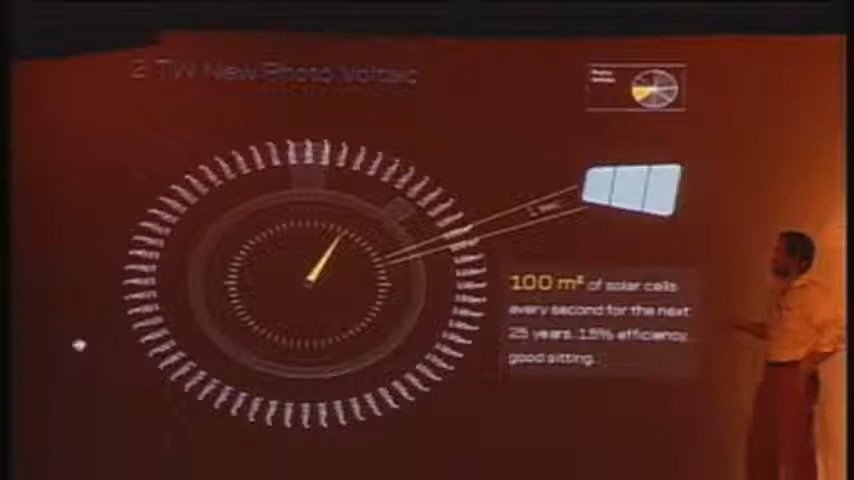 2 TW New Photo Voltaic
100 m² of solar cells
every second for the next
25 years. 15% efficiency,
good sitting.